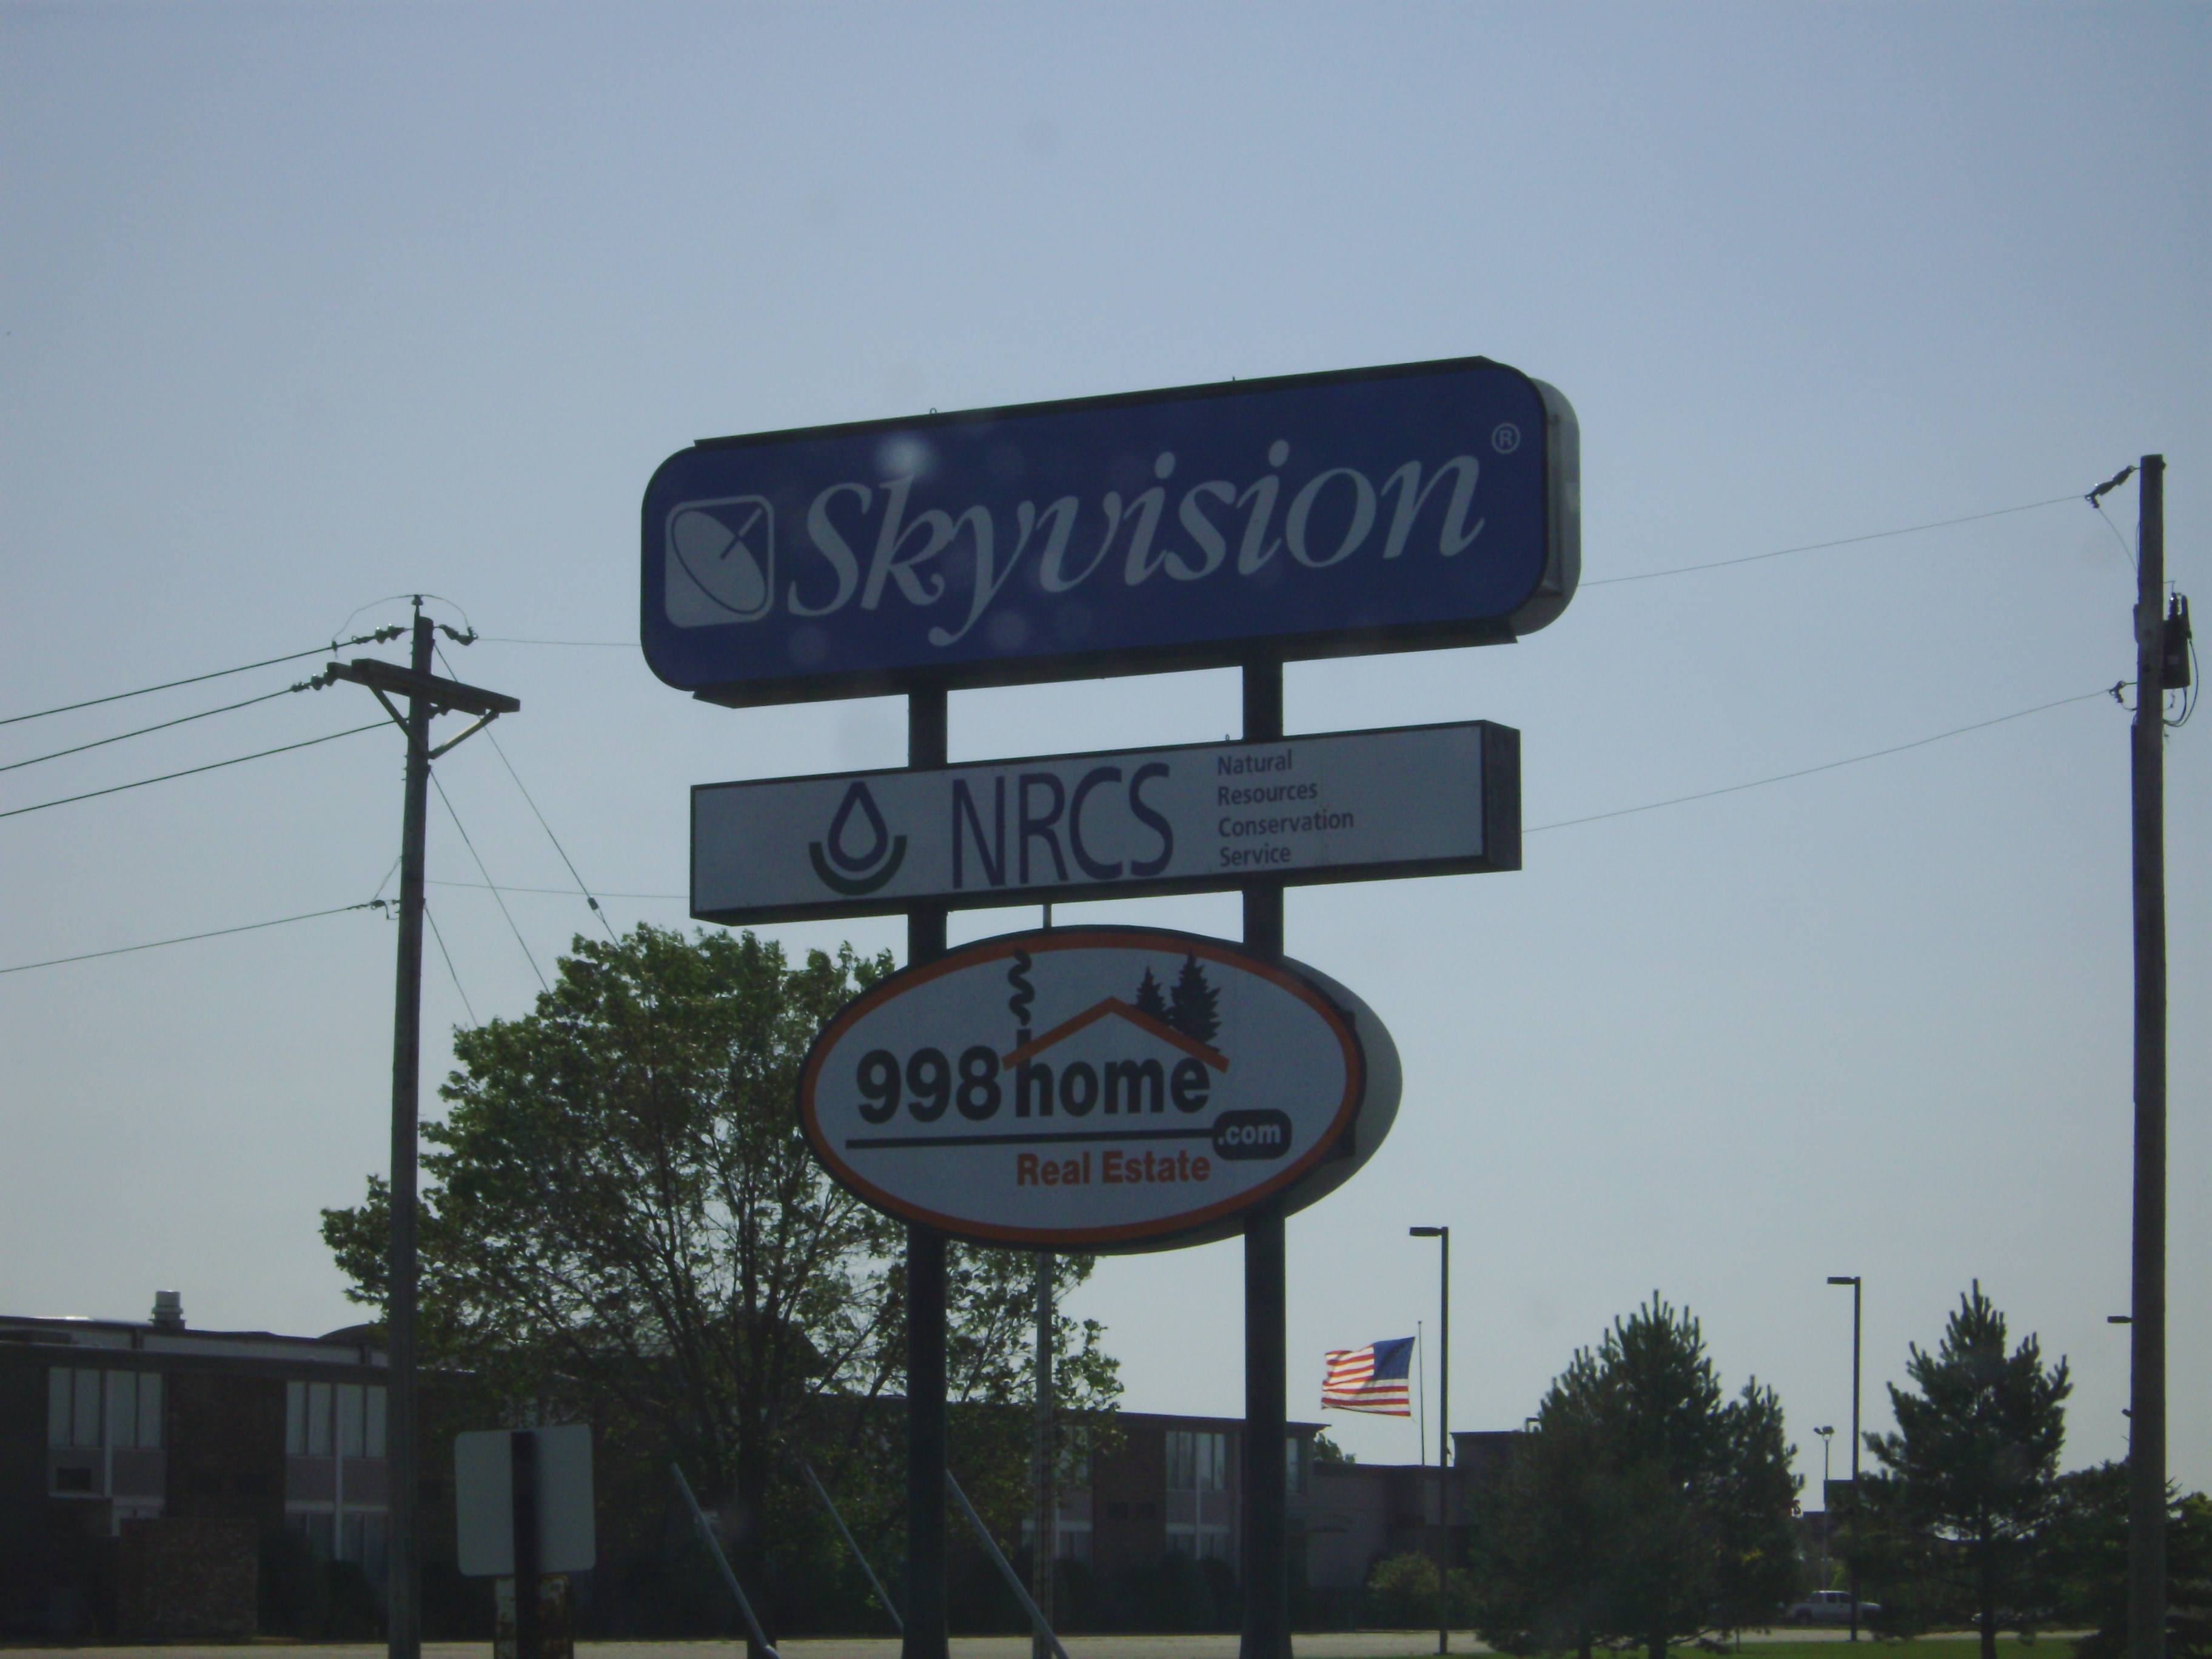 Skyvision®
NRCS
Natural
Resources
Conservation
Service
998home
.com
Real Estate